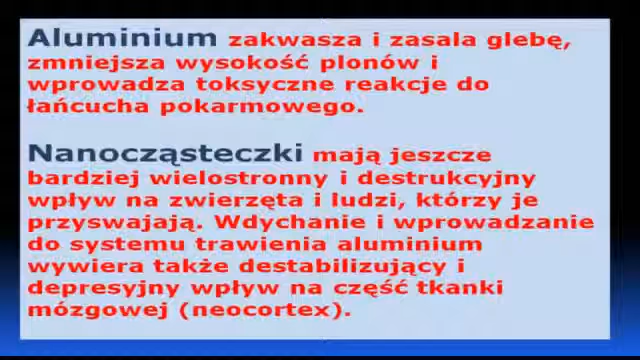 Aluminium zakwasza i zasala glebę,
zmniejsza wysokość plonów i
wprowadza toksyczne reakcje do
łańcucha pokarmowego.
Nanocząsteczki mają jeszcze
bardziej wielostronny i destrukcyjny
wpływ na zwierzęta i ludzi, którzy je
przyswajają. Wdychanie i wprowadzanie
do systemu trawienia aluminium
wywiera także destabilizujący i
depresyjny wpływ na część tkanki
mózgowej (neocortex).